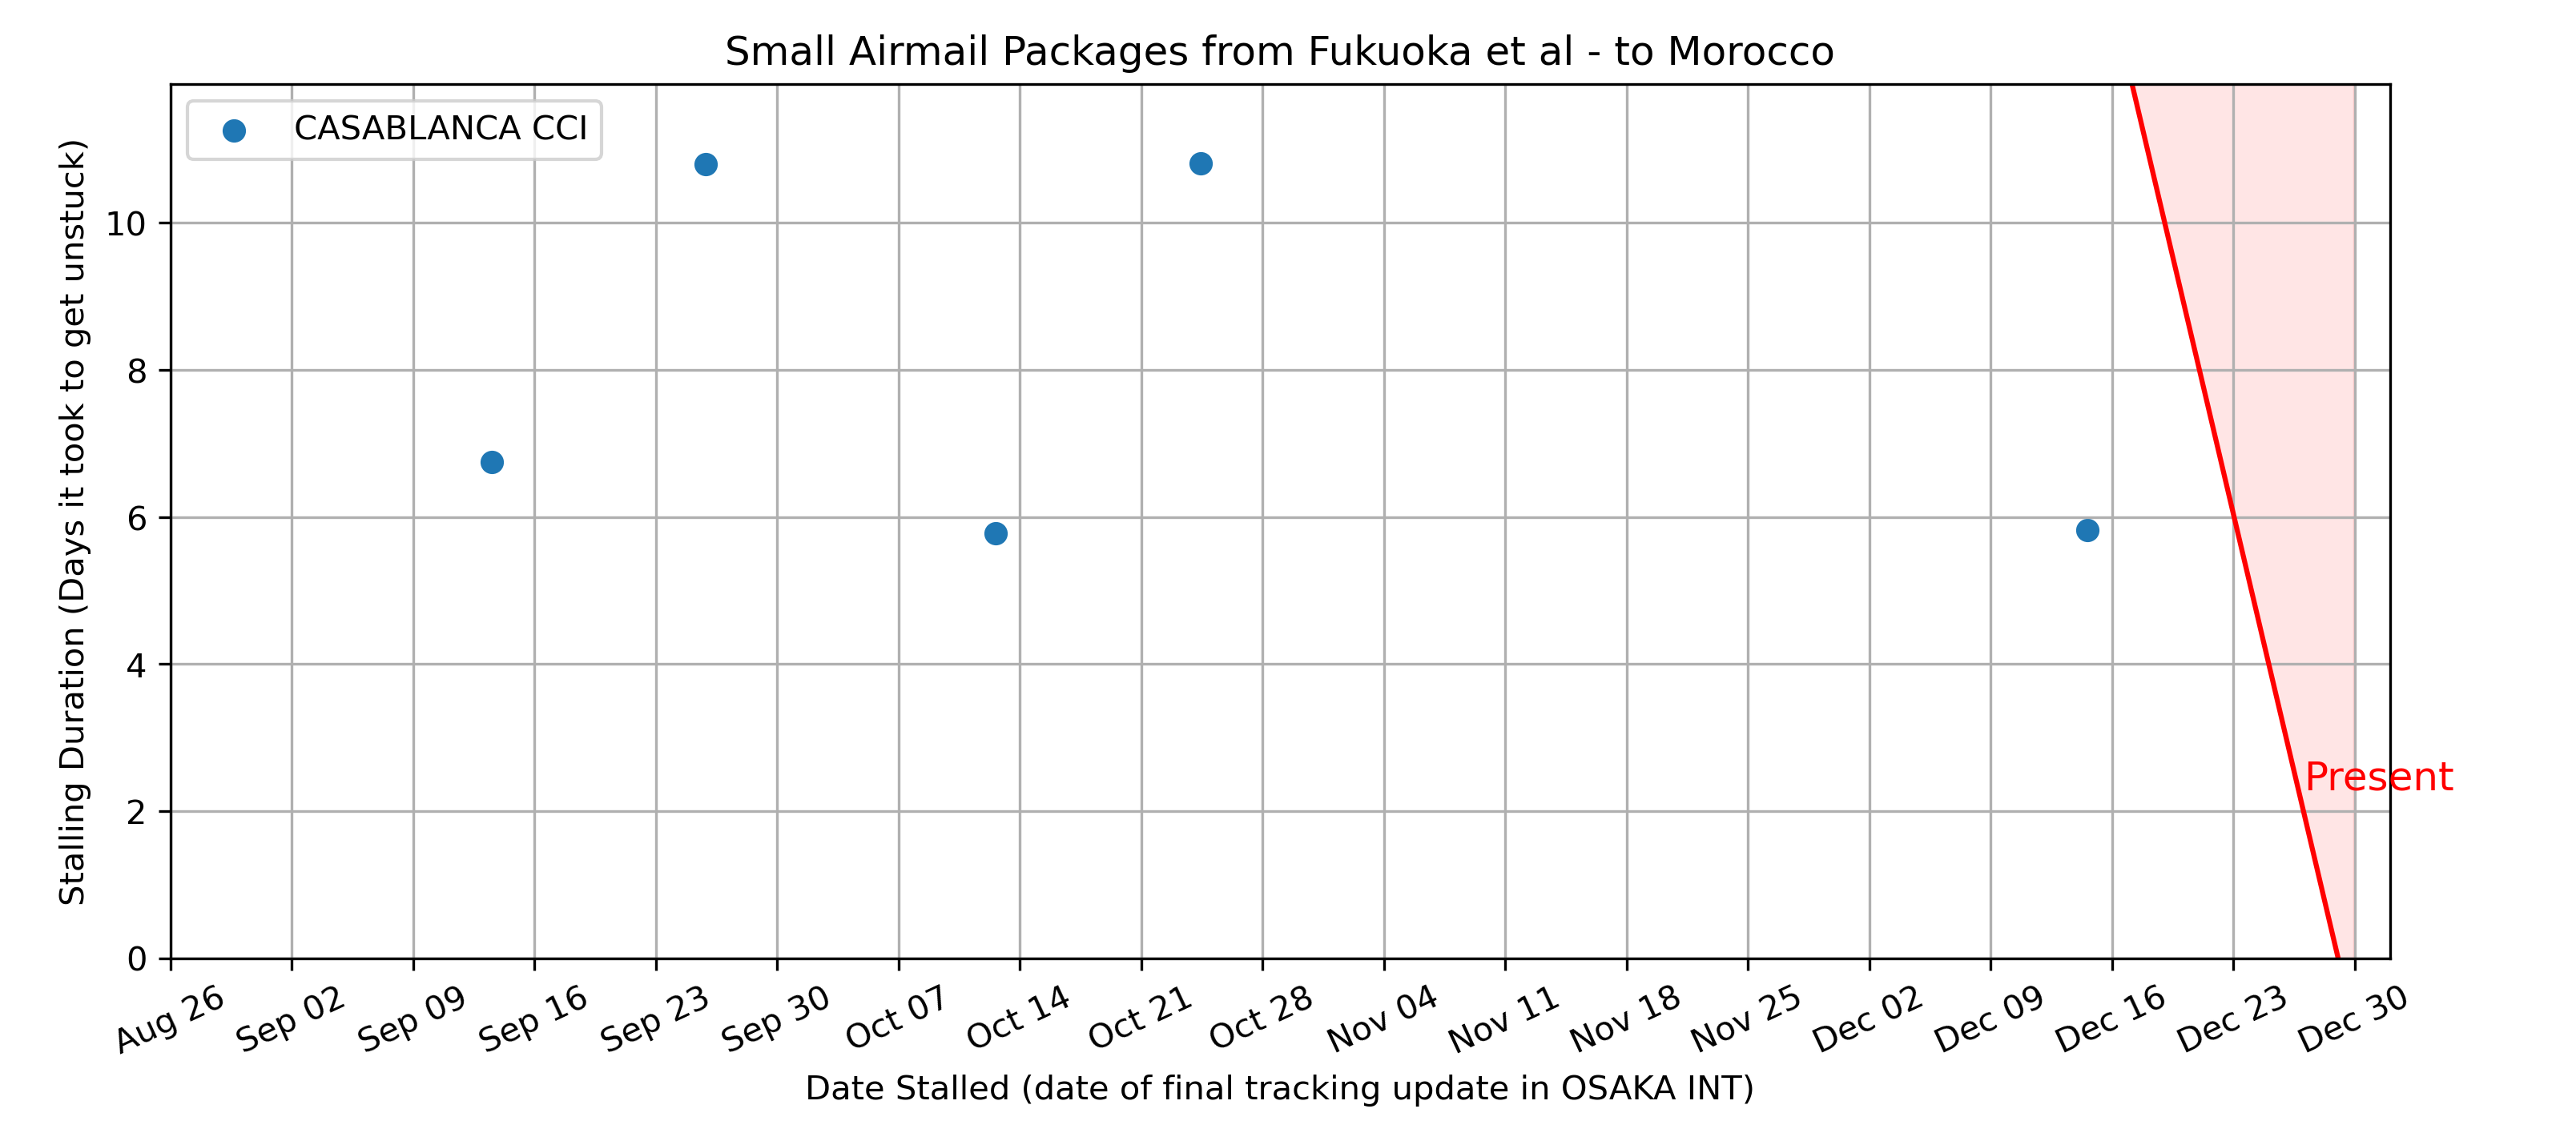 Small Airmail Packages from Fukuoka et al - to Morocco
CASABLANCA CCI
Stalling Duration (Days it took to get unstuck)
10
8
6
4
2
0
Present
Aug 26
Sep 02
Sep 09
Sep 16
Sep 23
Sep 30
Oct 07
Oct 14
Oct 21
Oct 28
Nov 04
Nov 11
Nov 18
Nov 25
Dec 02
Dec 09
Dec 16
Dec 23
Dec 30
Date Stalled (date of final tracking update in OSAKA INT)